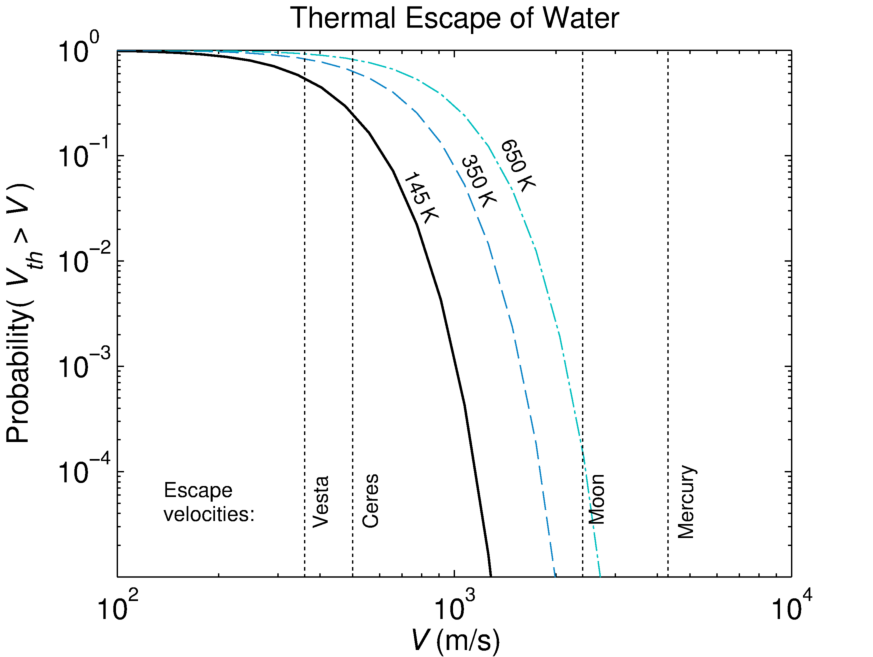 Thermal Escape of Water
10^0
10^-1
10^-2
10^-3
10^-4
Probability( V_th > V )
145 K
350 K
650 K
Escape
velocities:
Vesta
Ceres
Moon
Mercury
10^2
10^3
10^4
V (m/s)